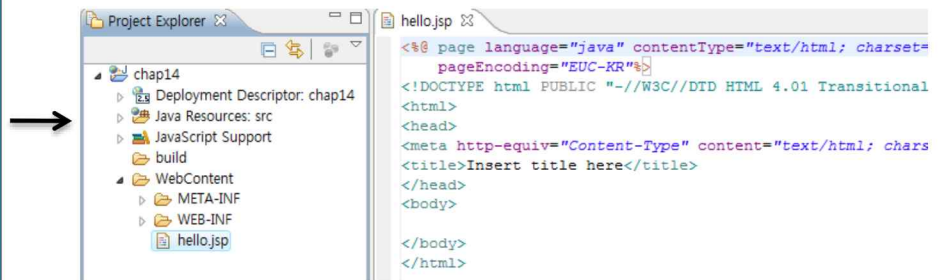 Project Explorer
chap14
Deployment Descriptor: chap14
Java Resources: src
JavaScript Support
build
WebContent
META-INF
WEB-INF
hello.jsp
hello.jsp
<%@ page language="java" contentType="text/html; charset=
pageEncoding="EUC-KR"%>
<!DOCTYPE html PUBLIC "-//W3C//DTD HTML 4.01 Transitional
<html>
<head>
<meta http-equiv="Content-Type" content="text/html; chars
<title>Insert title here</title>
</head>
<body>
</body>
</html>